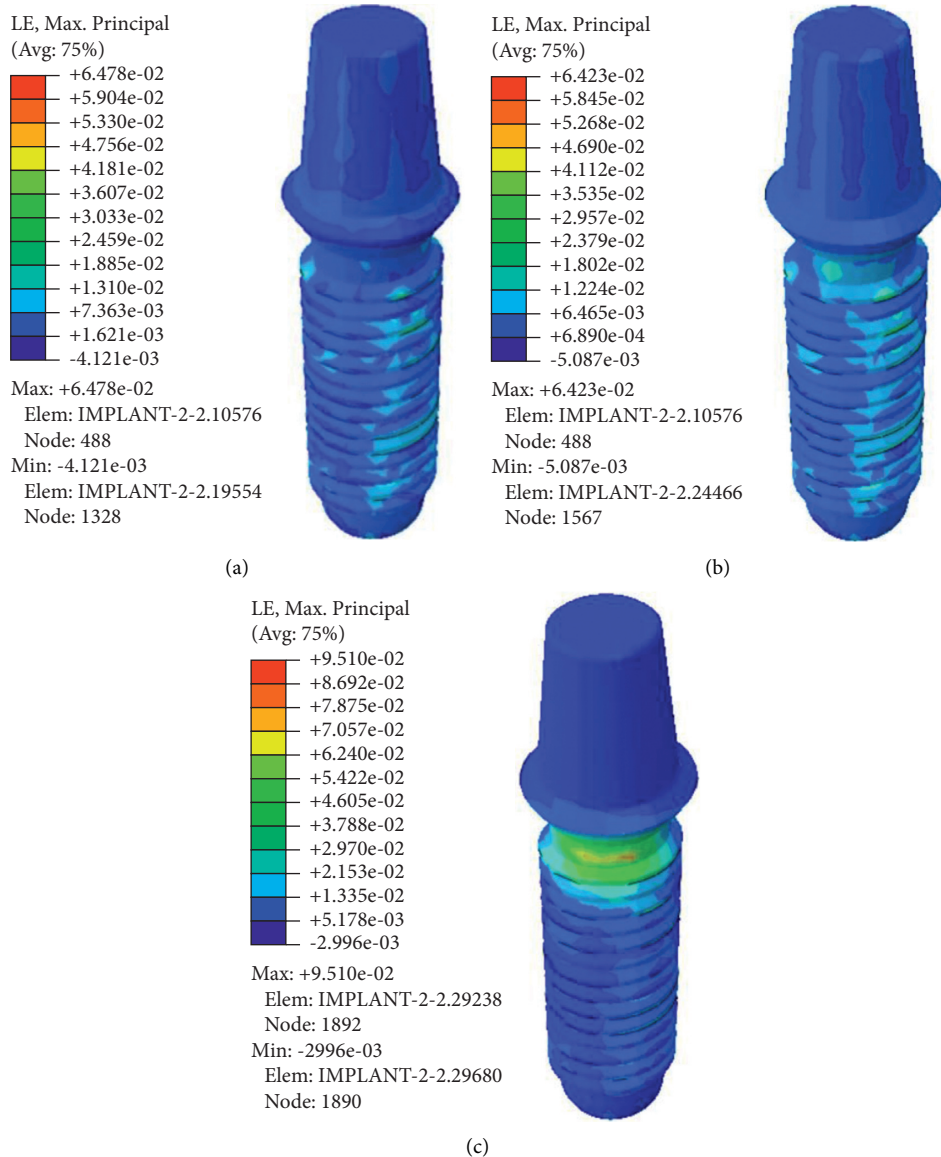 LE, Max. Principal
(Avg: 75%)
+6.478e-02
+5.904e-02
+5.330e-02
+4.756e-02
+4.181e-02
+3.607e-02
+3.033e-02
+2.459e-02
+1.885e-02
+1.310e-02
+7.363e-03
+1.621e-03
-4.121e-03
Max: +6.478e-02
Elem: IMPLANT-2-2.10576
Node: 488
Min: -4.121e-03
Elem: IMPLANT-2-2.19554
Node: 1328
(a)
LE, Max. Principal
(Avg: 75%)
+6.423e-02
+5.845e-02
+5.268e-02
+4.690e-02
+4.112e-02
+3.535e-02
+2.957e-02
+2.379e-02
+1.802e-02
+1.224e-02
+6.465e-03
+6.890e-04
-5.087e-03
Max: +6.423e-02
Elem: IMPLANT-2-2.10576
Node: 488
Min: -5.087e-03
Elem: IMPLANT-2-2.24466
Node: 1567
(b)
LE, Max. Principal
(Avg: 75%)
+9.510e-02
+8.692e-02
+7.875e-02
+7.057e-02
+6.240e-02
+5.422e-02
+4.605e-02
+3.788e-02
+2.970e-02
+2.153e-02
+1.335e-02
+5.178e-03
-2.996e-03
Max: +9.510e-02
Elem: IMPLANT-2-2.29238
Node: 1892
Min: -2996e-03
Elem: IMPLANT-2-2.29680
Node: 1890
(c)